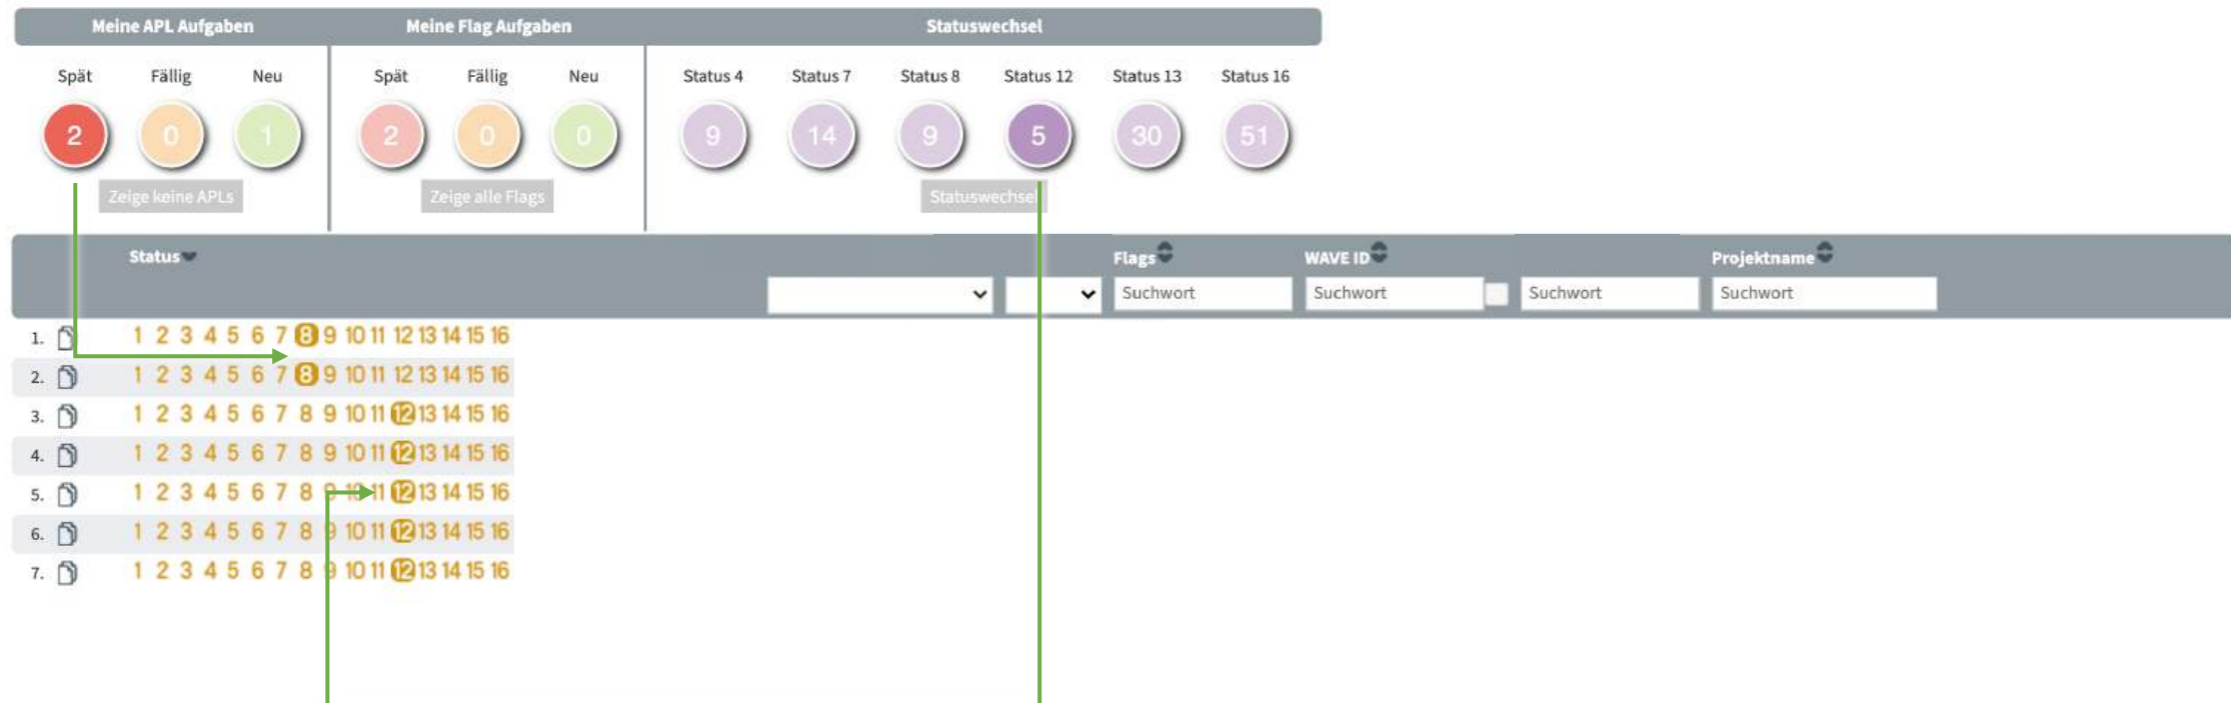 Meine APL Aufgaben Meine Flag Aufgaben Statuswechsel
Spät Fällig Neu Spät Fällig Neu Status 4 Status 7 Status 8 Status 12 Status 13 Status 16
2 0 1 2 0 0 9 14 9 5 30 51
Zeige keine APLs Zeige alle Flags Statuswechsel
Status Flags WAVE ID Projektname
Suchwort Suchwort Suchwort Suchwort
1. 1 2 3 4 5 6 7 8 9 10 11 12 13 14 15 16
2. 1 2 3 4 5 6 7 8 9 10 11 12 13 14 15 16
3. 1 2 3 4 5 6 7 8 9 10 11 12 13 14 15 16
4. 1 2 3 4 5 6 7 8 9 10 11 12 13 14 15 16
5. 1 2 3 4 5 6 7 8 9 10 11 12 13 14 15 16
6. 1 2 3 4 5 6 7 8 9 10 11 12 13 14 15 16
7. 1 2 3 4 5 6 7 8 9 10 11 12 13 14 15 16